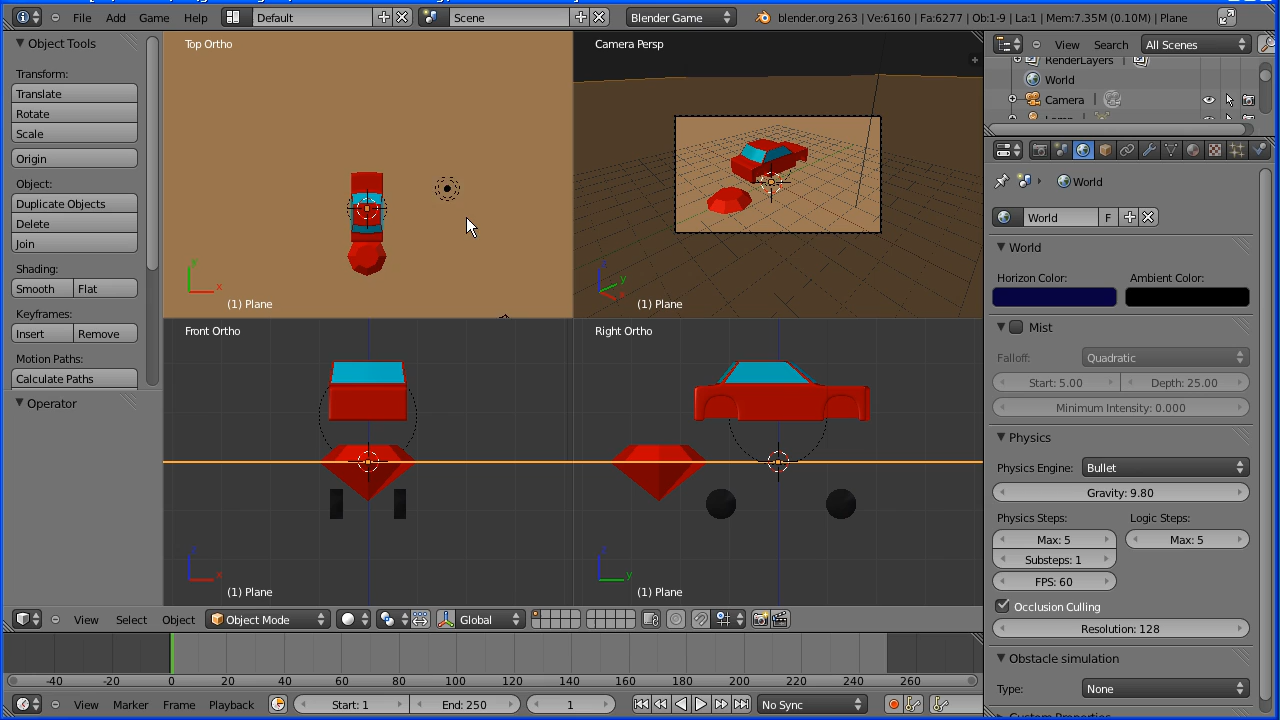 File Add Game Help Default Scene Blender Game blender.org 263 | Ve:6160 | Fa:6277 | Ob:1-9 | La:1 | Mem:7.35M (0.10M) | Plane
Object Tools
Transform:
Translate
Rotate
Scale
Origin
Object:
Duplicate Objects
Delete
Join
Shading:
Smooth Flat
Keyframes:
Insert Remove
Motion Paths:
Calculate Paths
Operator
Top Ortho
y
x
(1) Plane
Camera Persp
z
y
x
(1) Plane
Front Ortho
z
x
(1) Plane
Right Ortho
z
y
(1) Plane
View Select Object Object Mode Global
-40 -20 0 20 40 60 80 100 120 140 160 180 200 220 240 260
View Marker Frame Playback Start: 1 End: 250 1 No Sync
View Search All Scenes
RenderLayers
World
Camera
World
World F
World
Horizon Color: Ambient Color:
Mist
Falloff: Quadratic
Start: 5.00 Depth: 25.00
Minimum Intensity: 0.000
Physics
Physics Engine: Bullet
Gravity: 9.80
Physics Steps: Logic Steps:
Max: 5 Max: 5
Substeps: 1
FPS: 60
Occlusion Culling
Resolution: 128
Obstacle simulation
Type: None